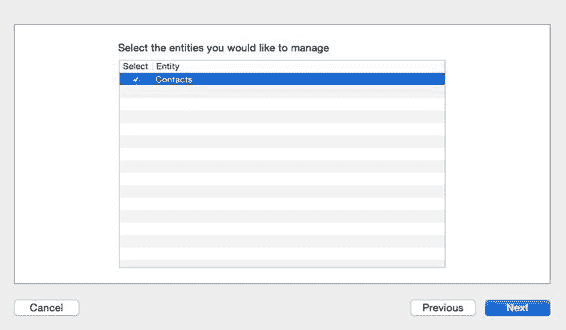 Select the entities you would like to manage
Select Entity
Contacts
Cancel Previous Next